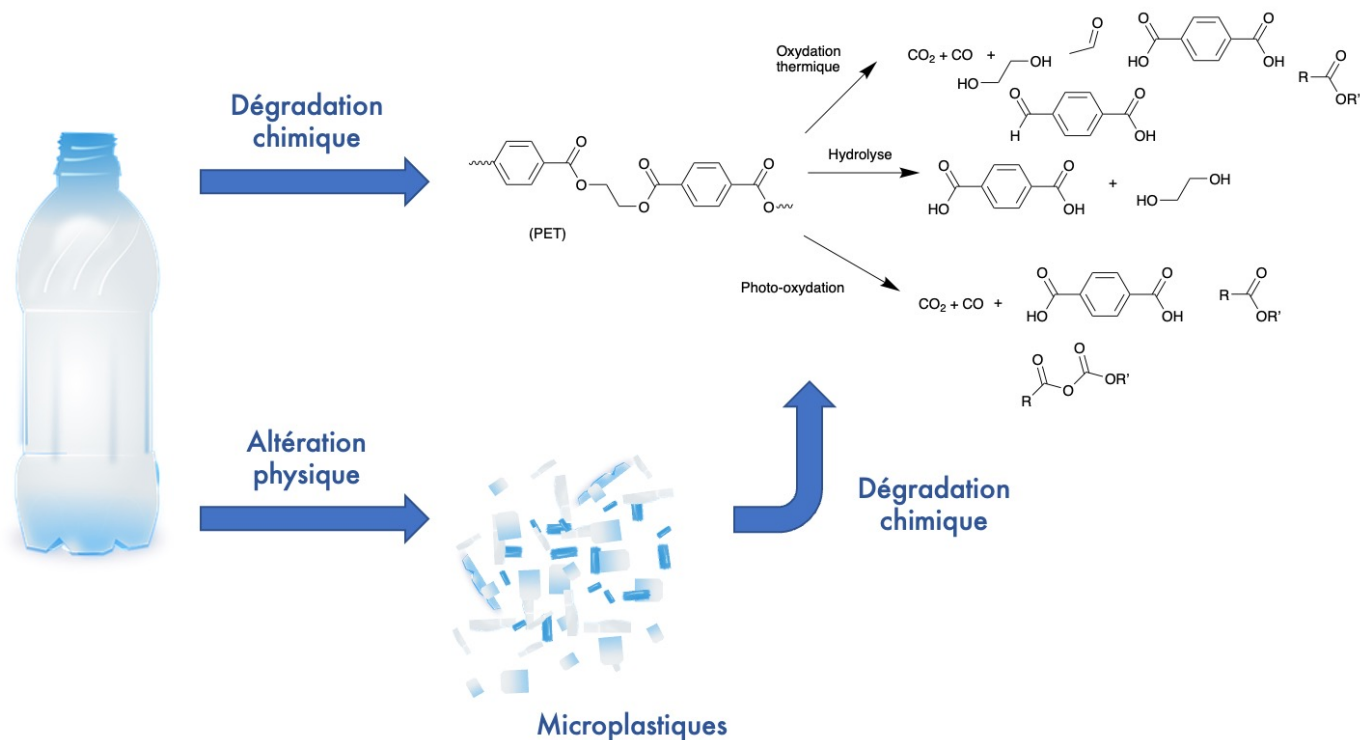 Dégradation
chimique
Oxydation
thermique
CO2 + CO +
HO
OH
O
O
HO
O
OH
R
O
OR'
O
H
O
OH
O
O
O
O
O
O
(PET)
Hydrolyse
O
HO
O
OH
+
HO
OH
Photo-oxydation
CO2 + CO +
O
HO
O
OH
R
O
OR'
O
R
O
O
OR'
Altération
physique
Dégradation
chimique
Microplastiques